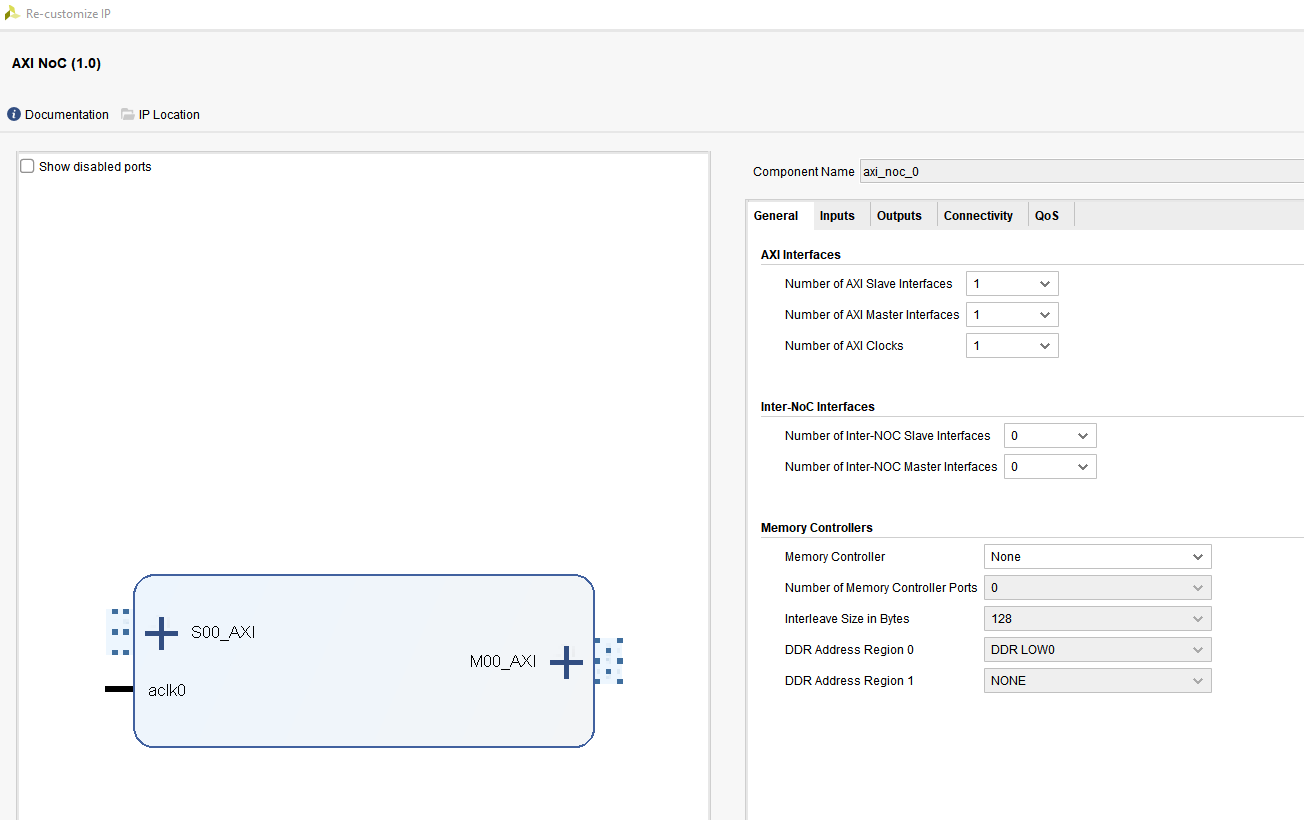 Re-customize IP
AXI NoC (1.0)
Documentation IP Location
Show disabled ports
S00_AXI
aclk0
M00_AXI
Component Name axi_noc_0
General Inputs Outputs Connectivity QoS
AXI Interfaces
Number of AXI Slave Interfaces 1
Number of AXI Master Interfaces 1
Number of AXI Clocks 1
Inter-NoC Interfaces
Number of Inter-NOC Slave Interfaces 0
Number of Inter-NOC Master Interfaces 0
Memory Controllers
Memory Controller None
Number of Memory Controller Ports 0
Interleave Size in Bytes 128
DDR Address Region 0 DDR LOW0
DDR Address Region 1 NONE